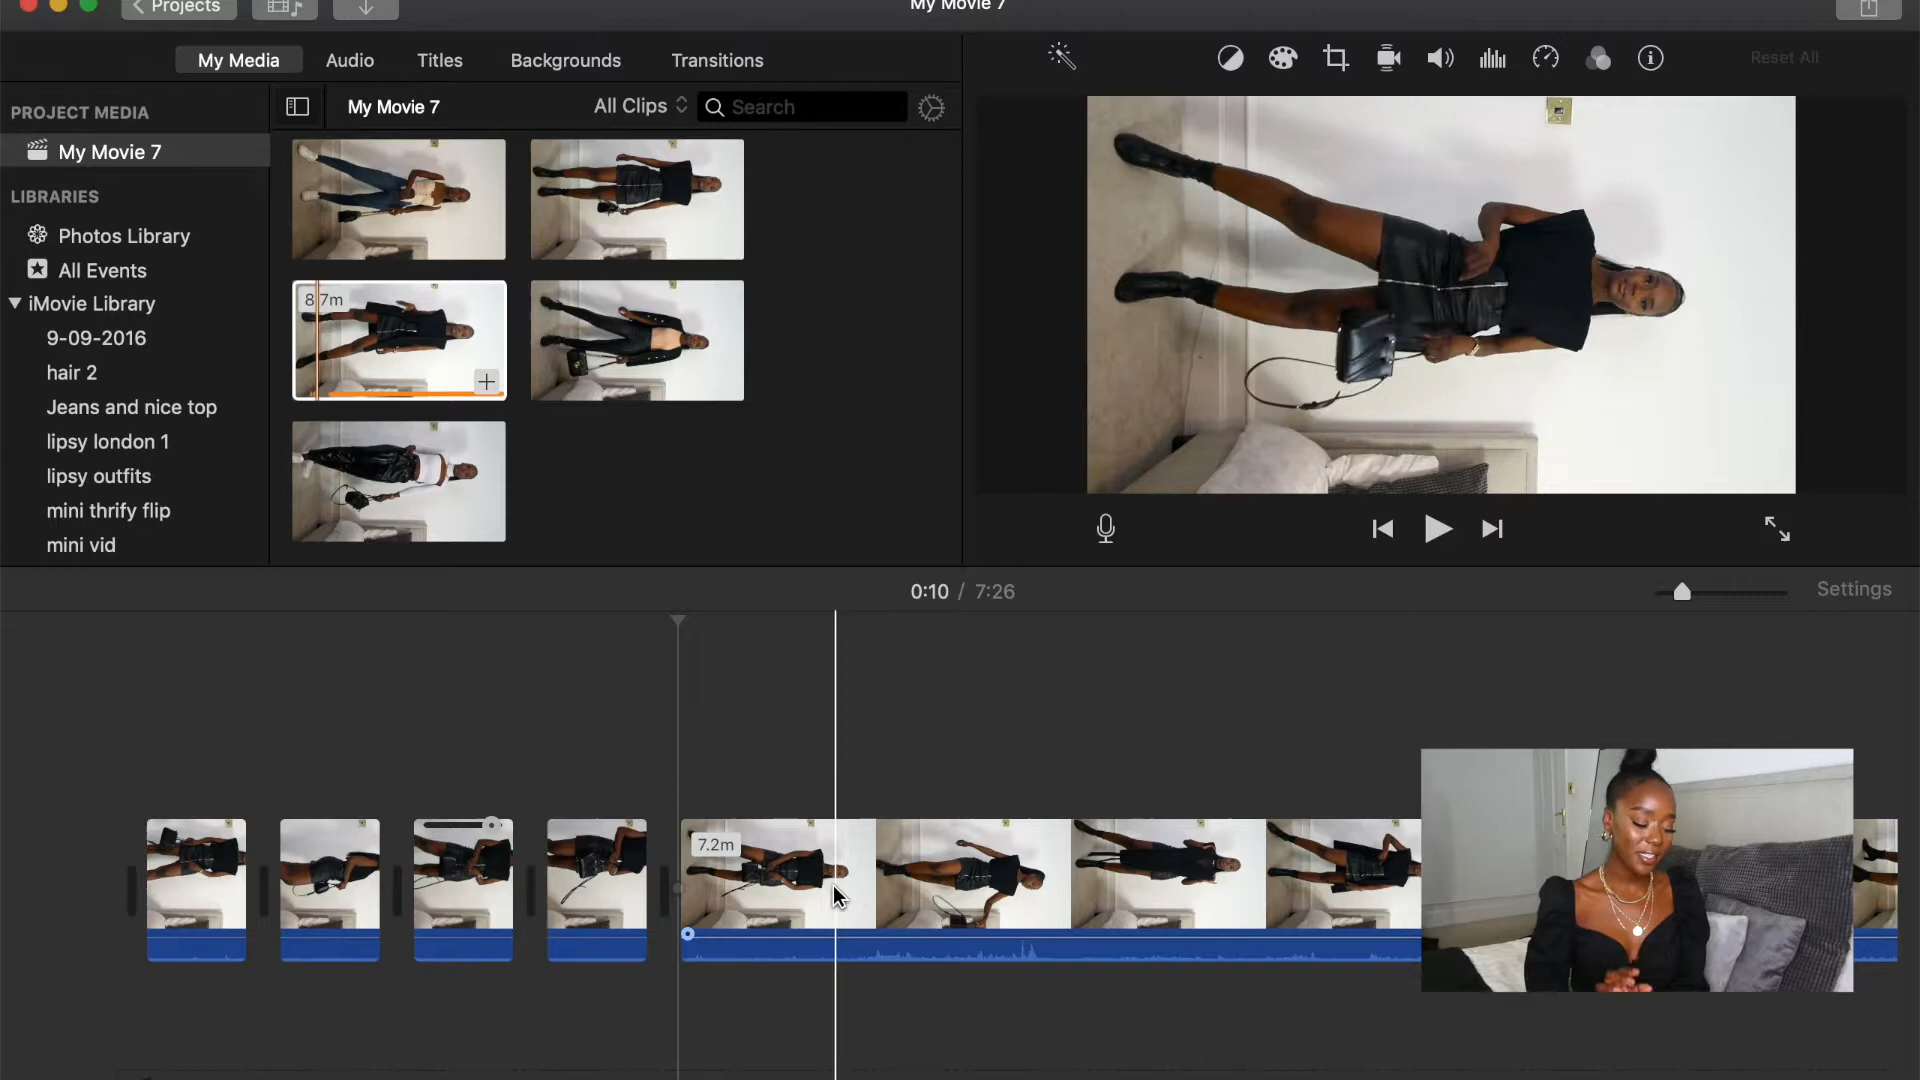 Projects
My Movie 7
My Media Audio Titles Backgrounds Transitions
Reset All
PROJECT MEDIA
My Movie 7 All Clips Search
My Movie 7
LIBRARIES
Photos Library
All Events
iMovie Library
9-09-2016
hair 2
Jeans and nice top
lipsy london 1
lipsy outfits
mini thrify flip
mini vid
8.7m
0:10 / 7:26
Settings
7.2m